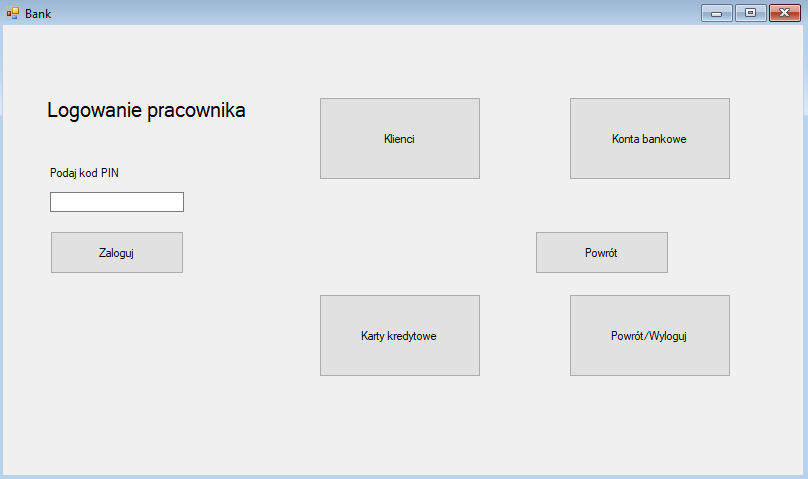 Bank
Logowanie pracownika
Klienci
Konta bankowe
Podaj kod PIN
Zaloguj
Powrót
Karty kredytowe
Powrót/Wyloguj